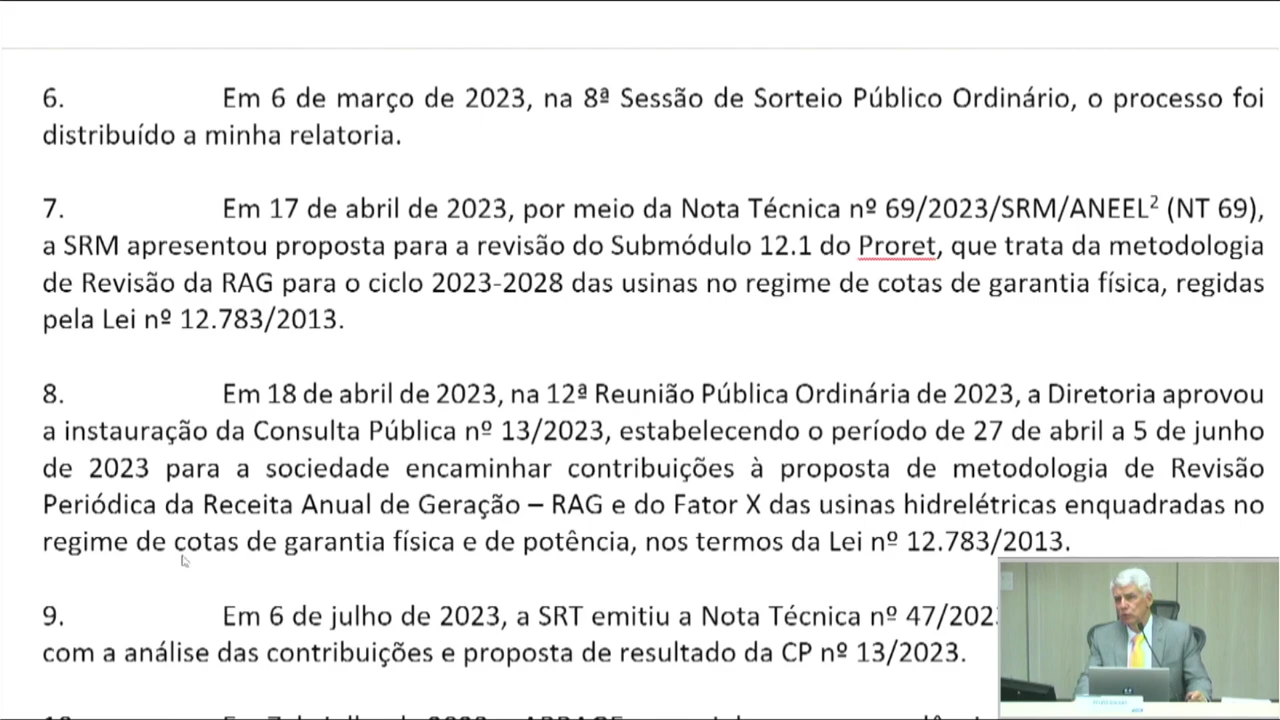 6. Em 6 de março de 2023, na 8ª Sessão de Sorteio Público Ordinário, o processo foi
distribuído a minha relatoria.
7. Em 17 de abril de 2023, por meio da Nota Técnica nº 69/2023/SRM/ANEEL² (NT 69),
a SRM apresentou proposta para a revisão do Submódulo 12.1 do Proret, que trata da metodologia
de Revisão da RAG para o ciclo 2023-2028 das usinas no regime de cotas de garantia física, regidas
pela Lei nº 12.783/2013.
8. Em 18 de abril de 2023, na 12ª Reunião Pública Ordinária de 2023, a Diretoria aprovou
a instauração da Consulta Pública nº 13/2023, estabelecendo o período de 27 de abril a 5 de junho
de 2023 para a sociedade encaminhar contribuições à proposta de metodologia de Revisão
Periódica da Receita Anual de Geração – RAG e do Fator X das usinas hidrelétricas enquadradas no
regime de cotas de garantia física e de potência, nos termos da Lei nº 12.783/2013.
9. Em 6 de julho de 2023, a SRT emitiu a Nota Técnica nº 47/202
com a análise das contribuições e proposta de resultado da CP nº 13/2023.